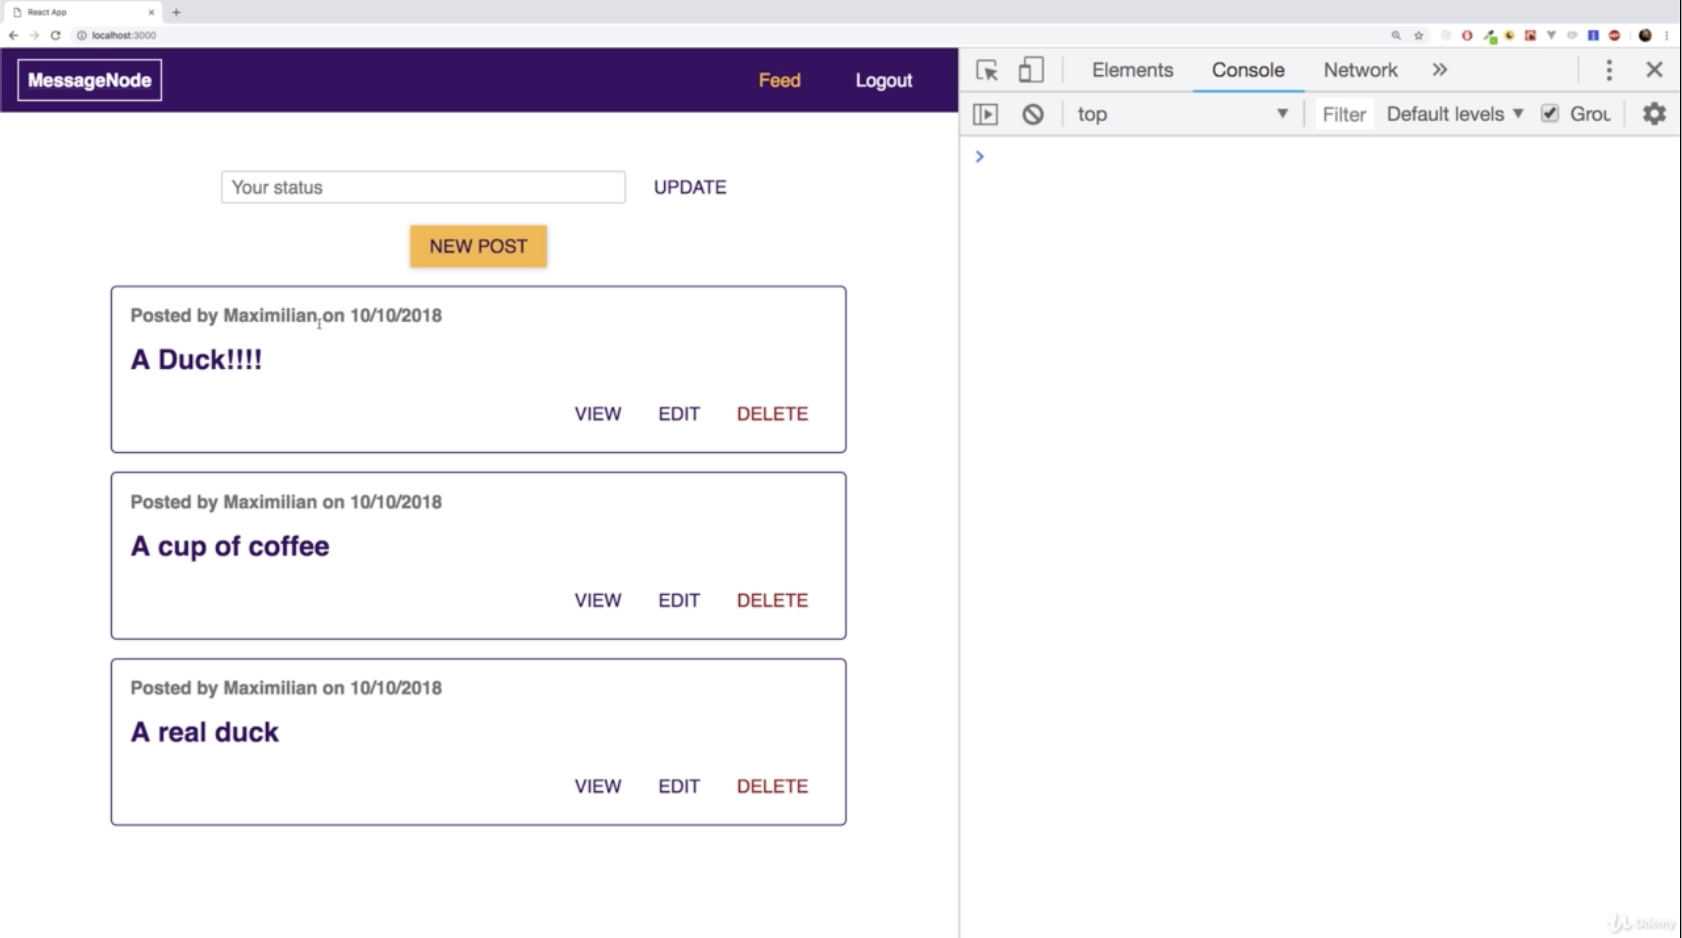 React App
localhost:3000
MessageNode
Feed
Logout
Elements
Console
Network
top
Filter
Default levels
Grou
Your status
UPDATE
NEW POST
Posted by Maximilian on 10/10/2018
A Duck!!!!
VIEW
EDIT
DELETE
Posted by Maximilian on 10/10/2018
A cup of coffee
VIEW
EDIT
DELETE
Posted by Maximilian on 10/10/2018
A real duck
VIEW
EDIT
DELETE
Udemy